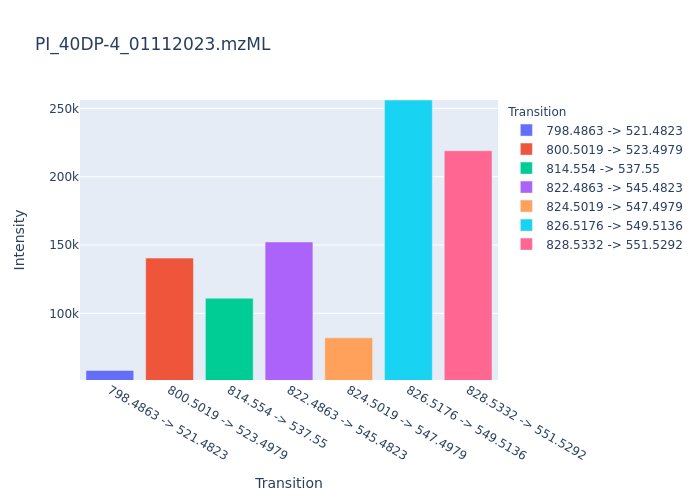 PI_40DP-4_01112023.mzML
250k
200k
150k
100k
Intensity
798.4863 -> 521.4823
800.5019 -> 523.4979
814.554 -> 537.55
822.4863 -> 545.4823
824.5019 -> 547.4979
826.5176 -> 549.5136
828.5332 -> 551.5292
Transition
Transition
798.4863 -> 521.4823
800.5019 -> 523.4979
814.554 -> 537.55
822.4863 -> 545.4823
824.5019 -> 547.4979
826.5176 -> 549.5136
828.5332 -> 551.5292